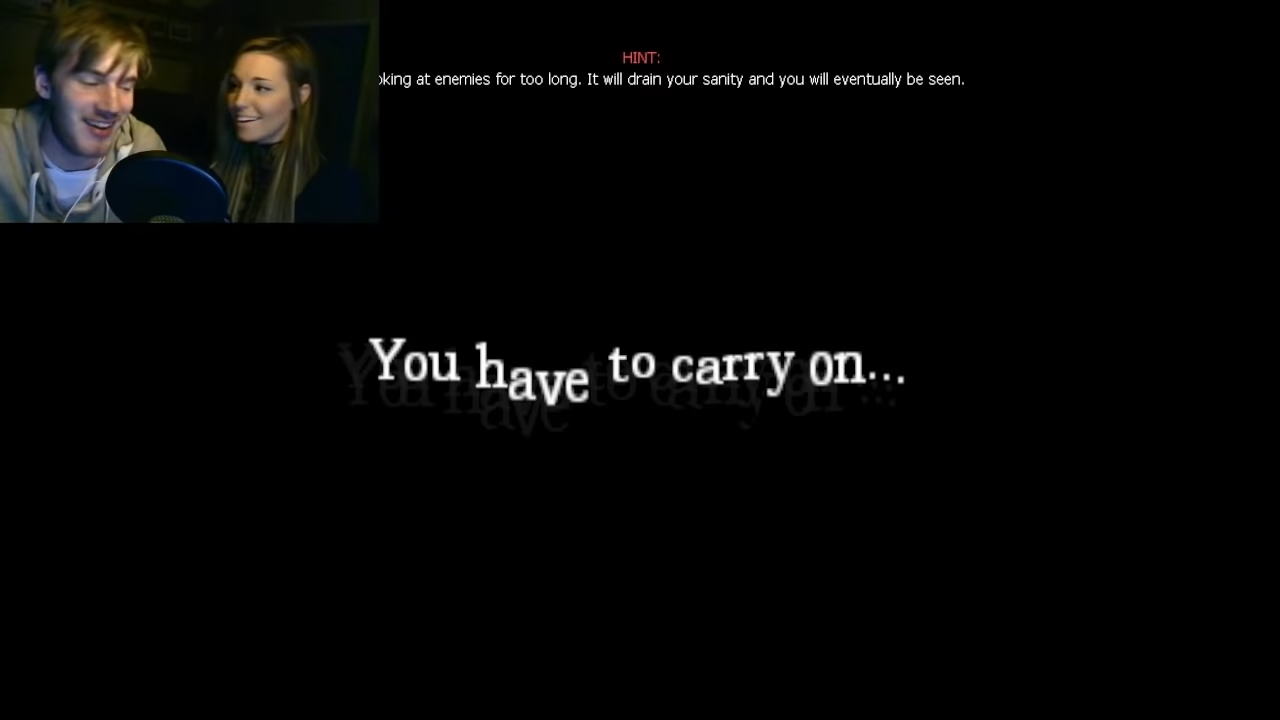 HINT:
at enemies for too long. It will drain your sanity and you will eventually be seen.
You have to carry on...